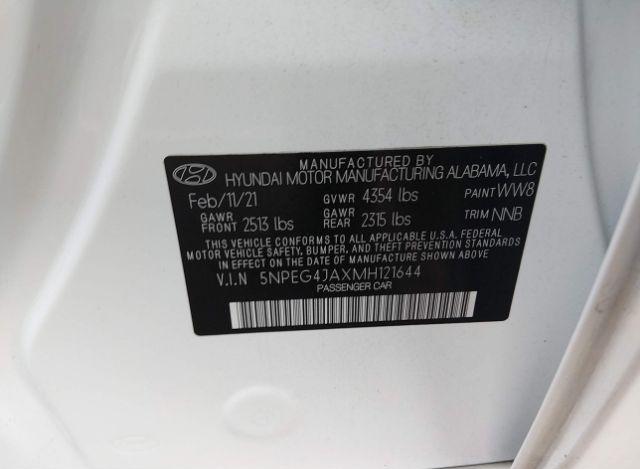 MANUFACTURED BY
HYUNDAI MOTOR MANUFACTURING ALABAMA, LLC
Feb/11/21 GVWR 4354 lbs PAINT WW8
GAWR FRONT 2513 lbs GAWR REAR 2315 lbs TRIM NNB
THIS VEHICLE CONFORMS TO ALL APPLICABLE U.S.A. FEDERAL
MOTOR VEHICLE SAFETY, BUMPER, AND THEFT PREVENTION STANDARDS
IN EFFECT ON THE DATE OF MANUFACTURE SHOWN ABOVE
V.I.N 5NPEG4JAXMH121644
PASSENGER CAR